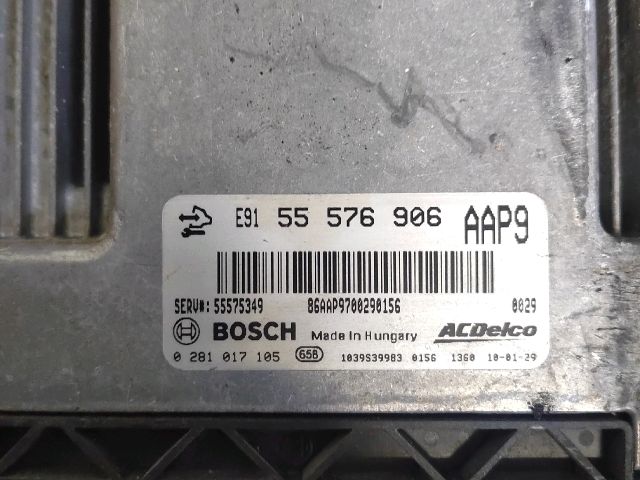 E91 55 576 906 AAP9
SERV#: 55575349 86AAP9700290156 0029
BOSCH Made in Hungary ACDelco
0 281 017 105 65B 1039S39983 0156 1360 10-01-29